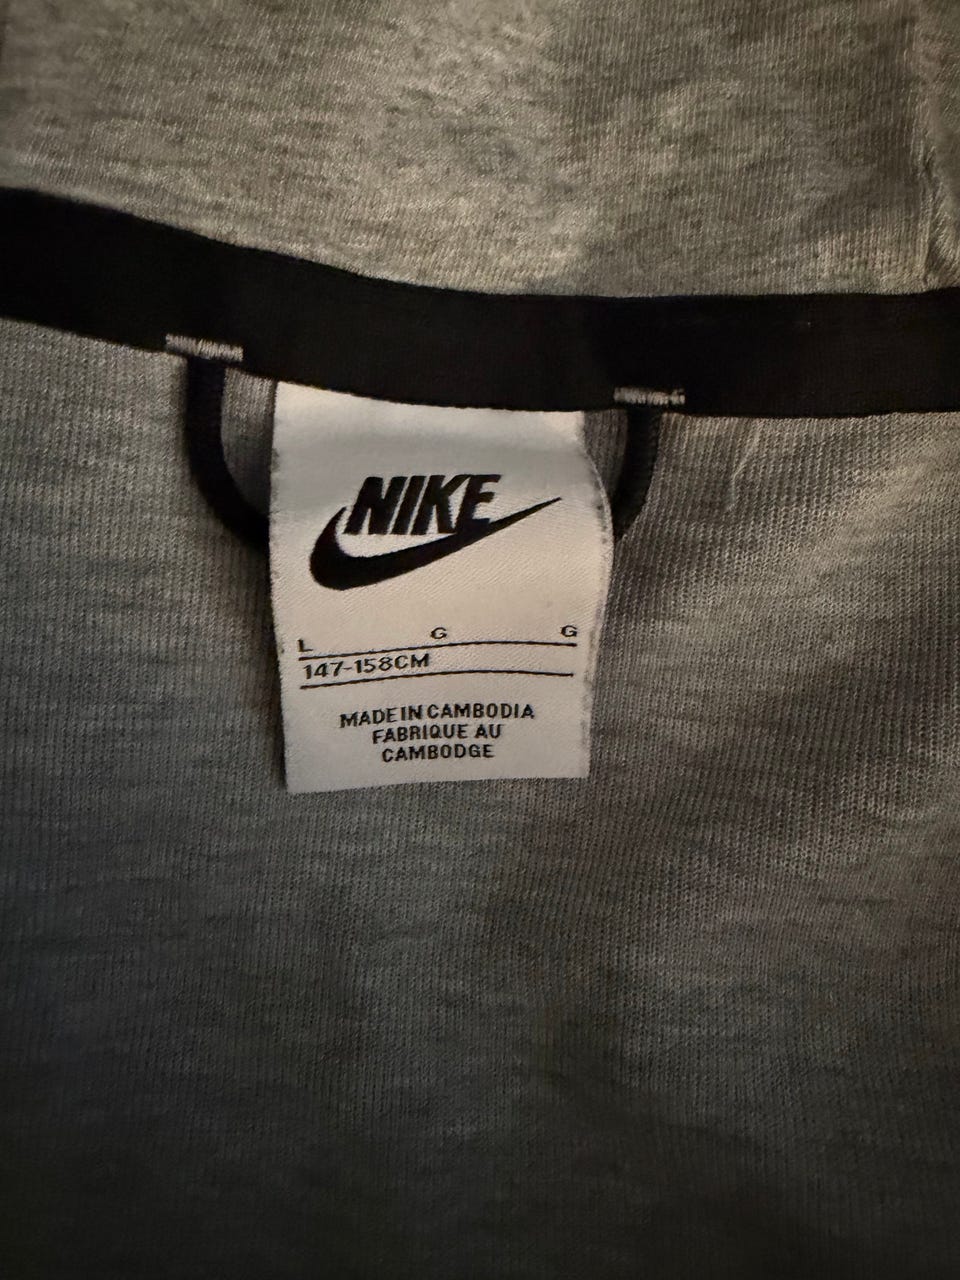 NIKE
L G G
147-158CM
MADE IN CAMBODIA
FABRIQUE AU
CAMBODGE